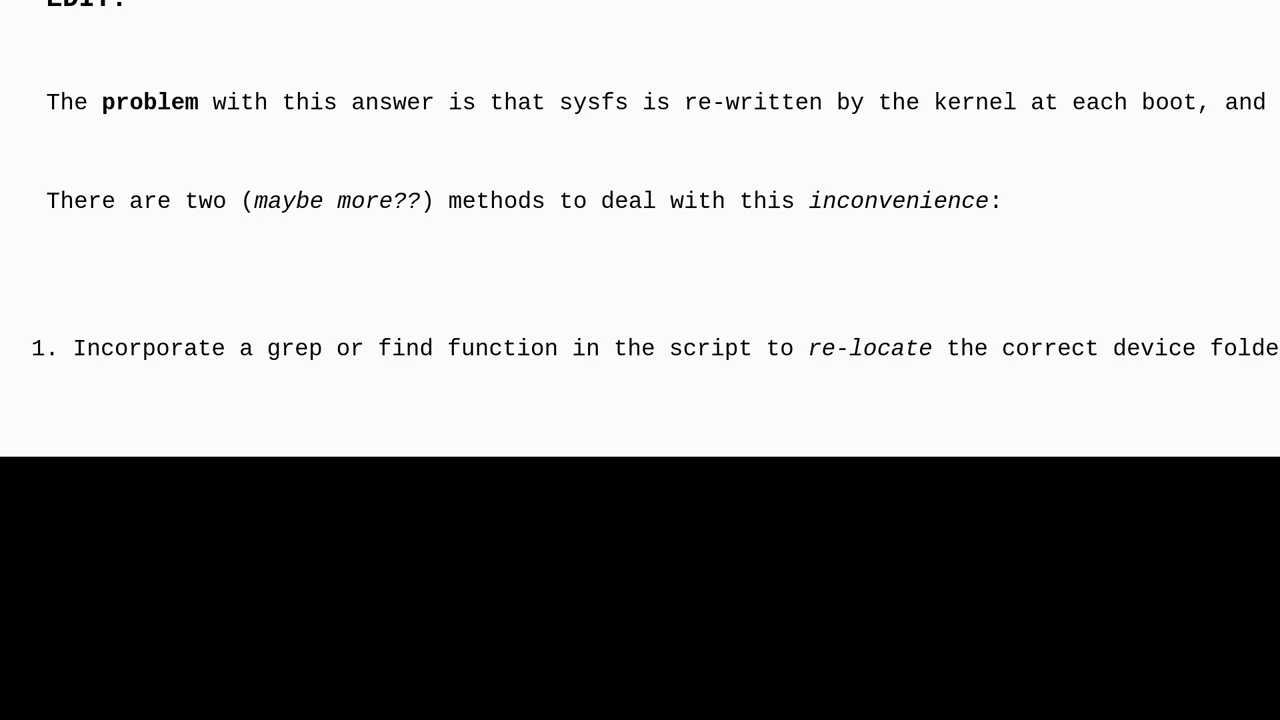 EDIT:
The problem with this answer is that sysfs is re-written by the kernel at each boot, and
There are two (maybe more??) methods to deal with this inconvenience:
1. Incorporate a grep or find function in the script to re-locate the correct device folde